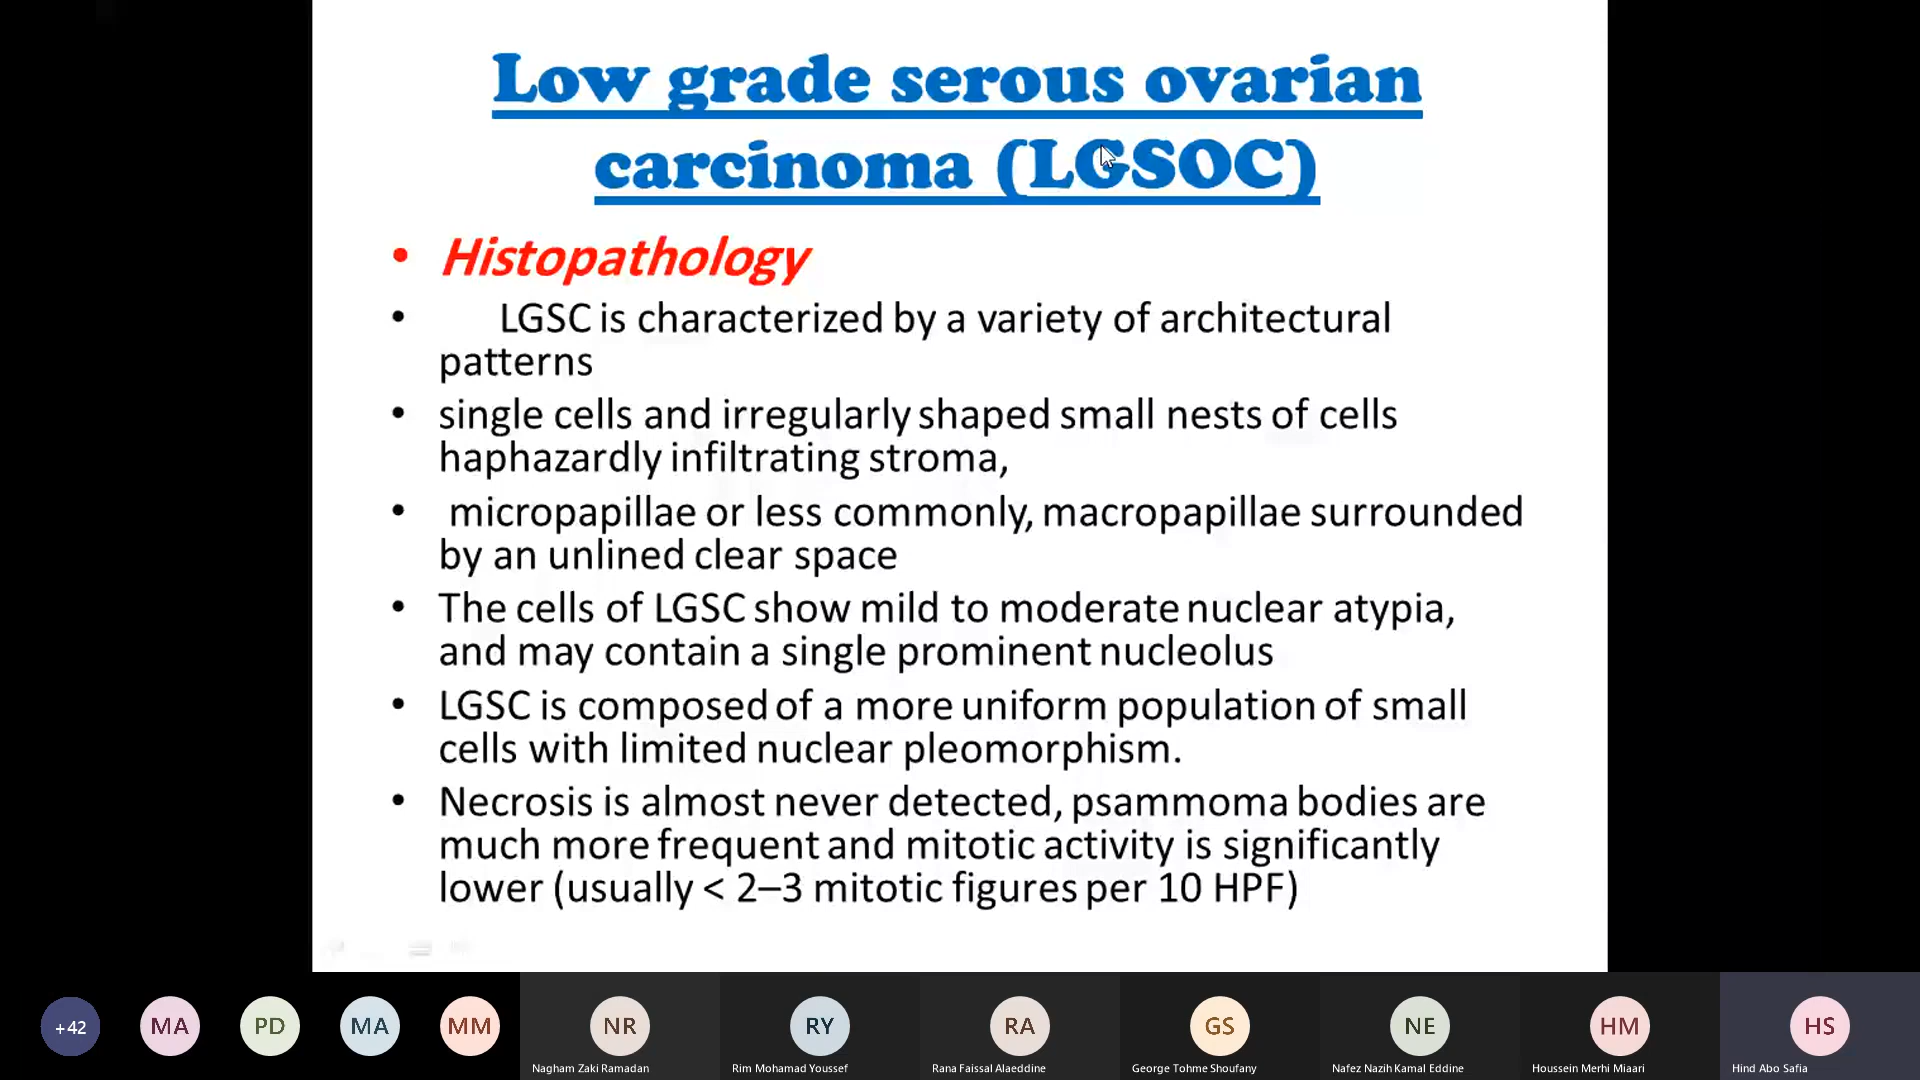 Low grade serous ovarian
carcinoma (LGSOC)
• Histopathology
• LGSC is characterized by a variety of architectural
patterns
• single cells and irregularly shaped small nests of cells
haphazardly infiltrating stroma,
• micropapillae or less commonly, macropapillae surrounded
by an unlined clear space
• The cells of LGSC show mild to moderate nuclear atypia,
and may contain a single prominent nucleolus
• LGSC is composed of a more uniform population of small
cells with limited nuclear pleomorphism.
• Necrosis is almost never detected, psammoma bodies are
much more frequent and mitotic activity is significantly
lower (usually < 2–3 mitotic figures per 10 HPF)
+42 MA PD MA MM NR RY RA GS NE HM HS
Nagham Zaki Ramadan Rim Mohamad Youssef Rana Faissal Alaeddine George Tohme Shoufany Nafez Nazih Kamal Eddine Houssein Merhi Miaari Hind Abo Safia